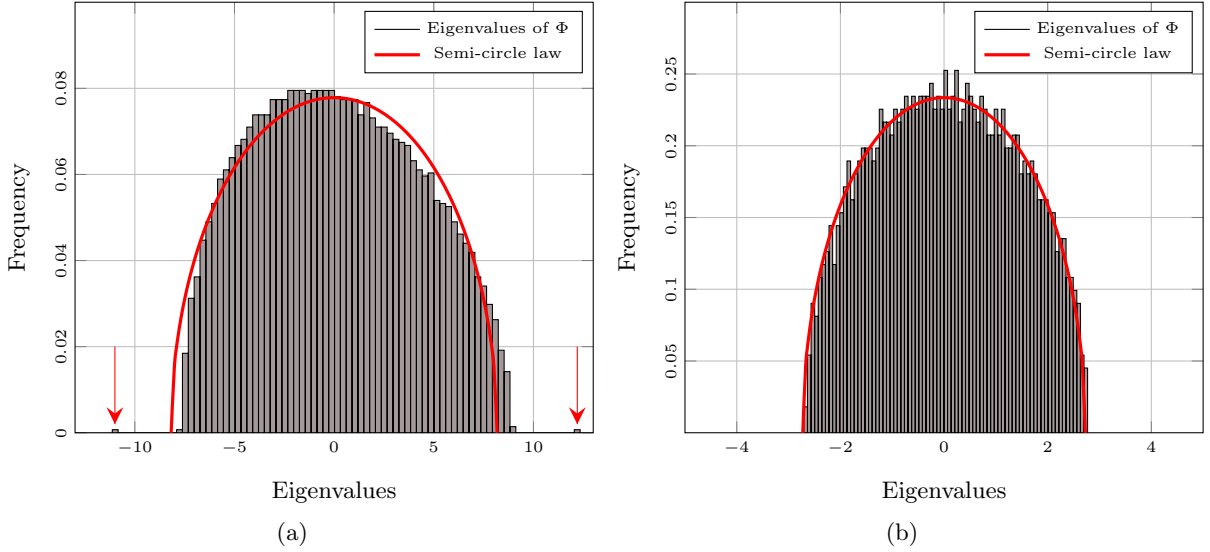 Eigenvalues of Φ
Semi-circle law
0.08
0.06
0.04
0.02
0
Frequency
−10 −5 0 5 10
Eigenvalues
(a)
Eigenvalues of Φ
Semi-circle law
0.25
0.2
0.15
0.1
0.05
Frequency
−4 −2 0 2 4
Eigenvalues
(b)